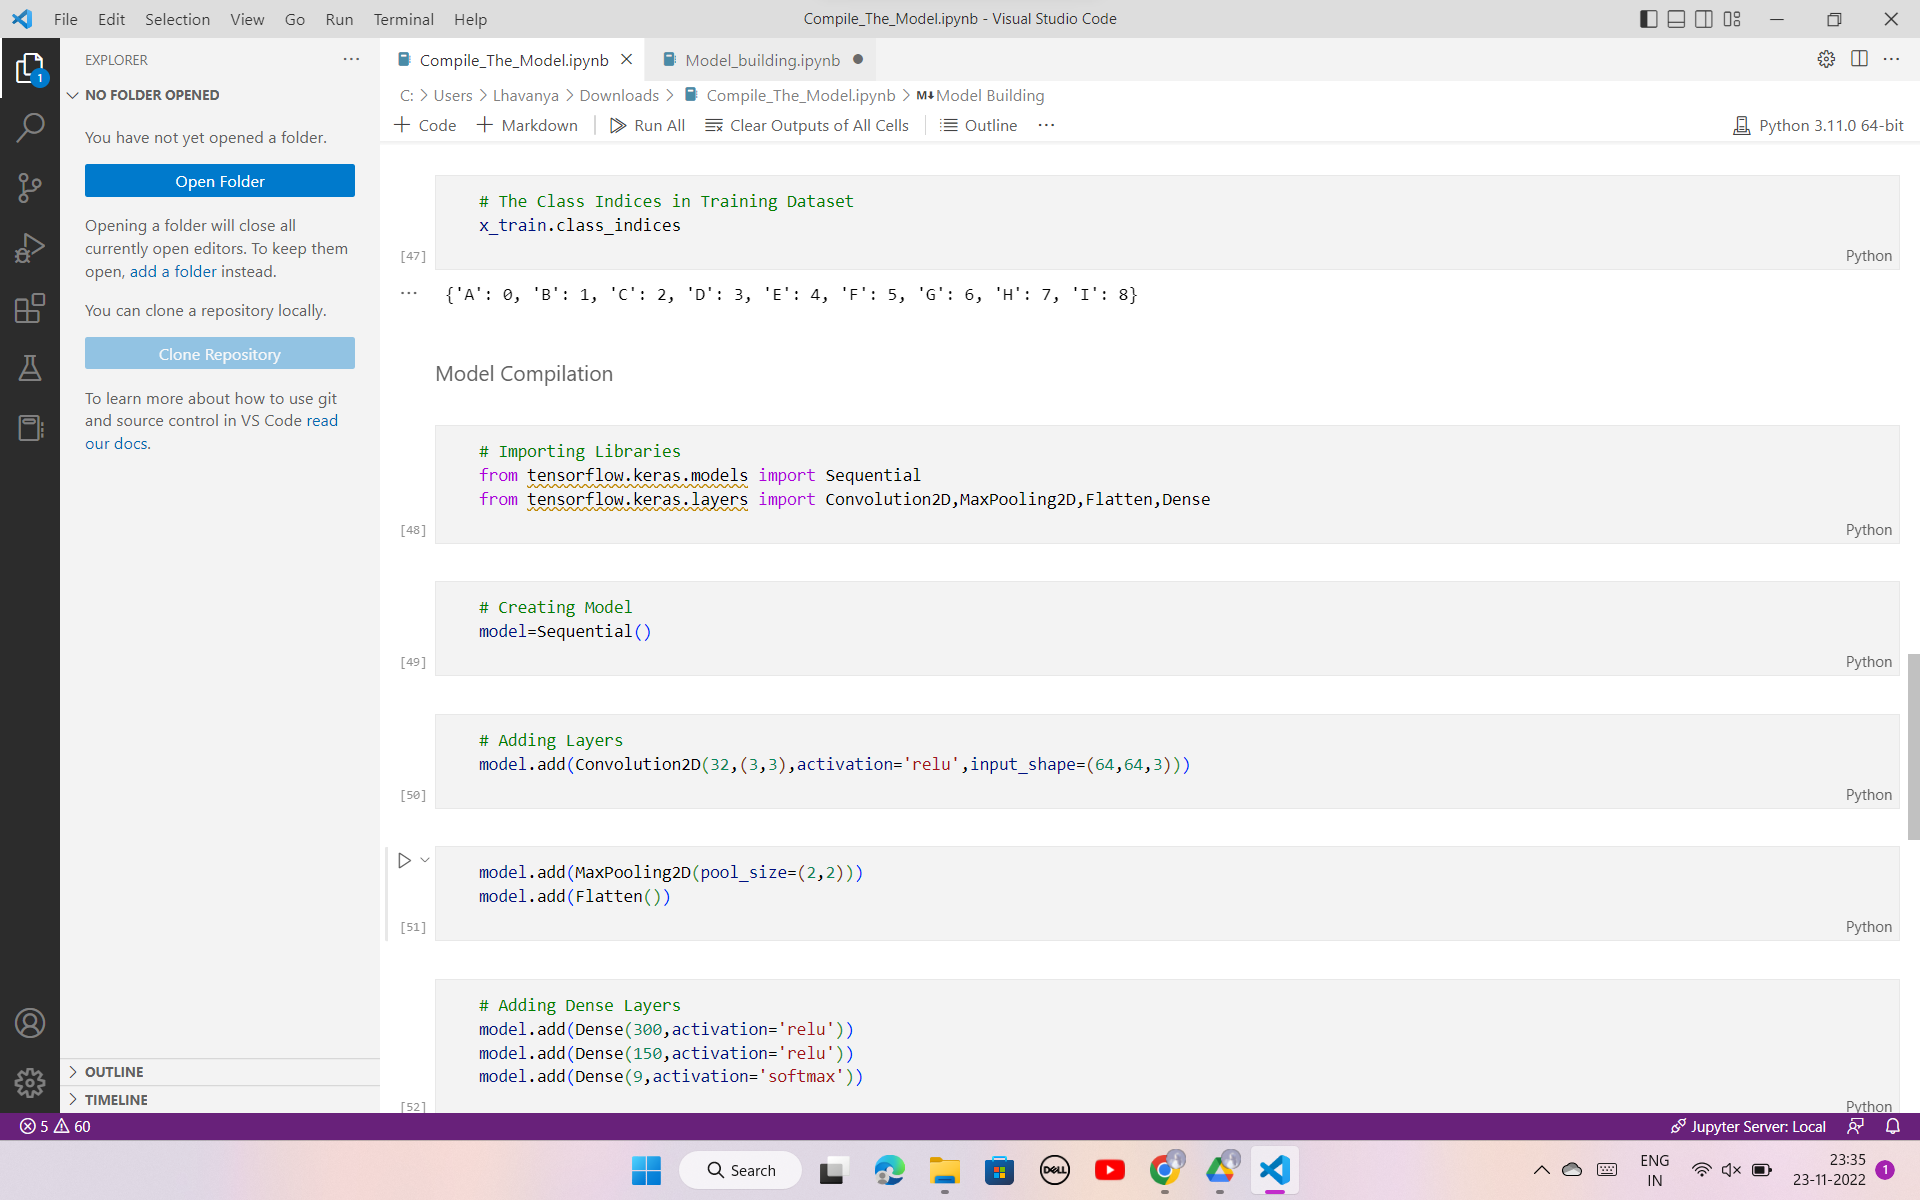 File Edit Selection View Go Run Terminal Help
Compile_The_Model.ipynb - Visual Studio Code
EXPLORER
NO FOLDER OPENED
You have not yet opened a folder.
Open Folder
Opening a folder will close all
currently open editors. To keep them
open, add a folder instead.
You can clone a repository locally.
Clone Repository
To learn more about how to use git
and source control in VS Code read
our docs.
OUTLINE
TIMELINE
1
Compile_The_Model.ipynb
Model_building.ipynb
C: > Users > Lhavanya > Downloads > Compile_The_Model.ipynb > M↓Model Building
+ Code + Markdown Run All Clear Outputs of All Cells Outline ···
Python 3.11.0 64-bit
# The Class Indices in Training Dataset
x_train.class_indices
[47]
Python
{'A': 0, 'B': 1, 'C': 2, 'D': 3, 'E': 4, 'F': 5, 'G': 6, 'H': 7, 'I': 8}
Model Compilation
# Importing Libraries
from tensorflow.keras.models import Sequential
from tensorflow.keras.layers import Convolution2D,MaxPooling2D,Flatten,Dense
[48]
Python
# Creating Model
model=Sequential()
[49]
Python
# Adding Layers
model.add(Convolution2D(32,(3,3),activation='relu',input_shape=(64,64,3)))
[50]
Python
model.add(MaxPooling2D(pool_size=(2,2)))
model.add(Flatten())
[51]
Python
# Adding Dense Layers
model.add(Dense(300,activation='relu'))
model.add(Dense(150,activation='relu'))
model.add(Dense(9,activation='softmax'))
[52]
Python
5 60
Jupyter Server: Local
Search
DELL
ENG
IN
23:35
23-11-2022
1